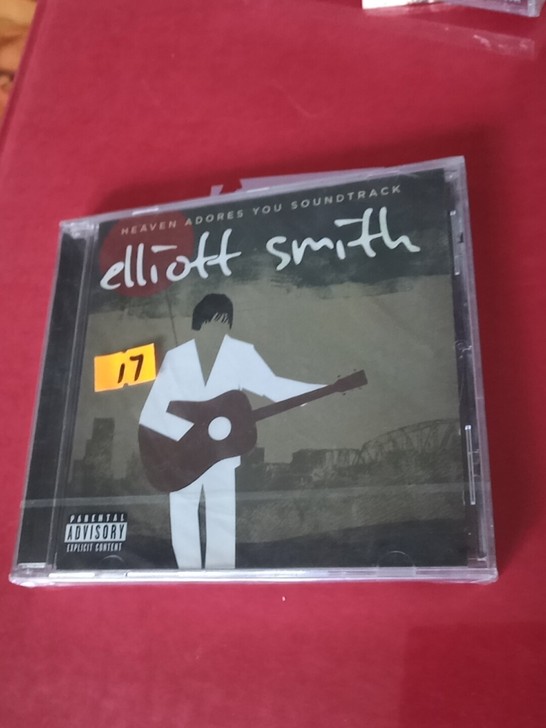 HEAVEN ADORES YOU SOUNDTRACK
elliott smith
17
PARENTAL
ADVISORY
EXPLICIT CONTENT